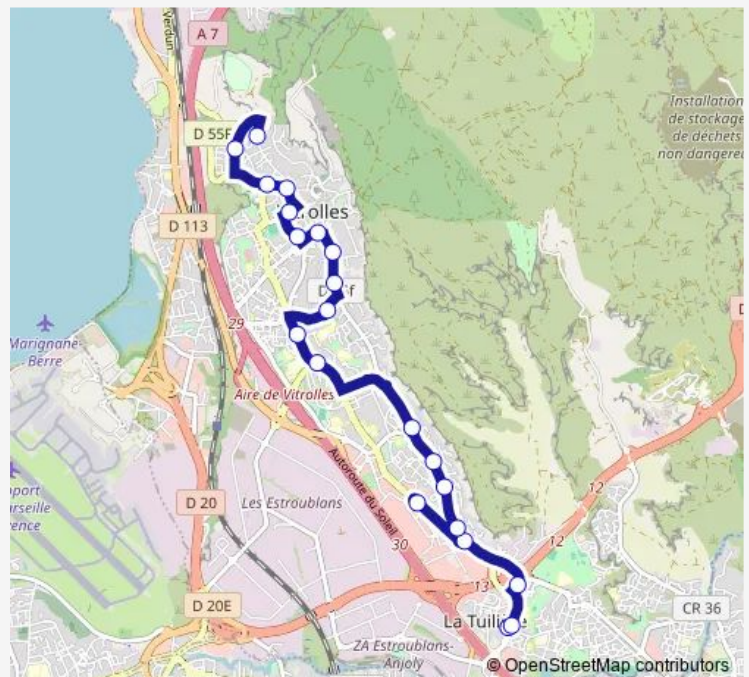 Verdun
A 7
D 55F
Installation
de stockage
de déchets
non dangereu
D 113
29
Marignane-
Berre
Aire de Vitrolles
Autoroute du Soleil
Les Estroublans
D 20
30
12
12
13
D 20E
CR 36
ZA Estroublans-
Anjoly
© OpenStreetMap contributors